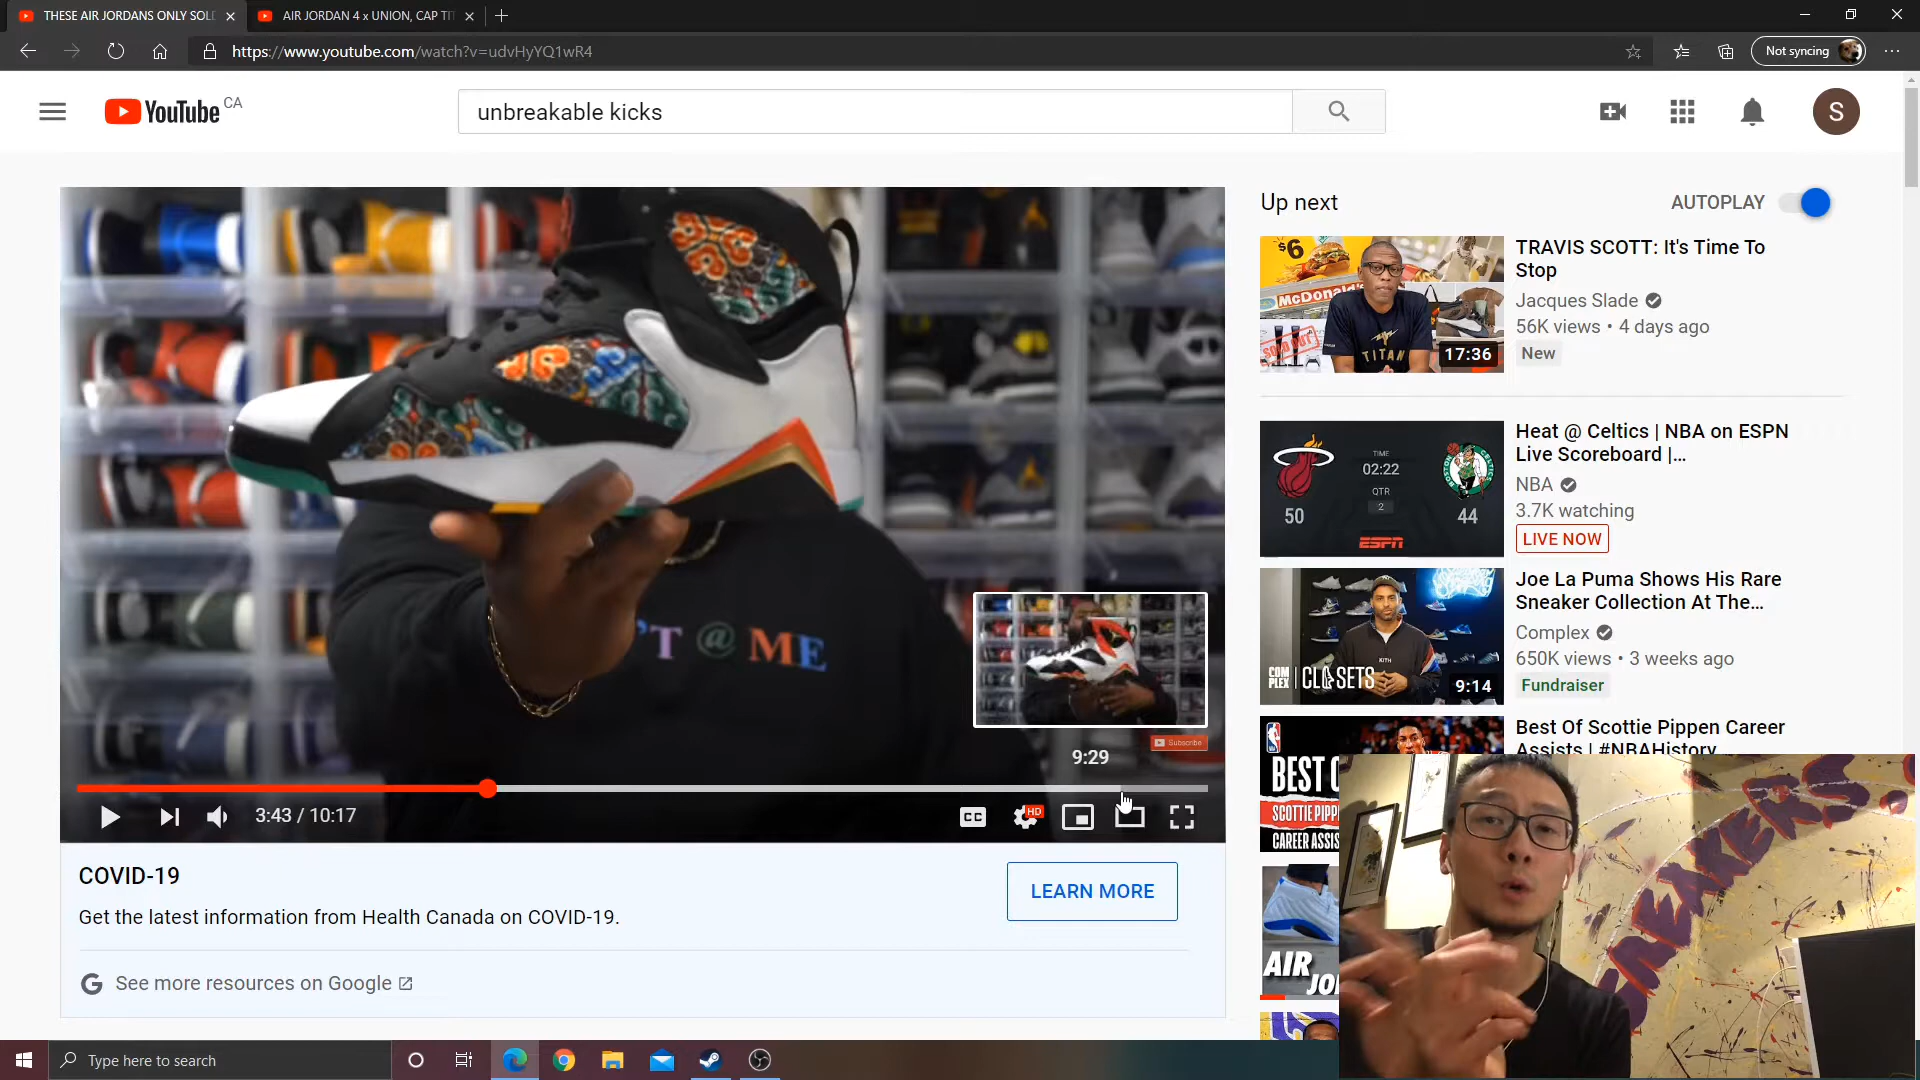 THESE AIR JORDANS ONLY SOL
AIR JORDAN 4 x UNION, CAP TI
https://www.youtube.com/watch?v=udvHyYQ1wR4
Not syncing
YouTube CA
unbreakable kicks
S
Up next
AUTOPLAY
$6
McDonald's
SOLD OUT
TITAN
17:36
TRAVIS SCOTT: It's Time To
Stop
Jacques Slade
56K views • 4 days ago
New
TIME
02:22
QTR
2
50
44
ESPN
Heat @ Celtics | NBA on ESPN
Live Scoreboard |...
NBA
3.7K watching
LIVE NOW
KITH
COMPLEX | CLOSETS
9:14
Joe La Puma Shows His Rare
Sneaker Collection At The...
Complex
650K views • 3 weeks ago
Fundraiser
BEST O
SCOTTIE PIPP
CAREER ASSIS
Best Of Scottie Pippen Career
Assists | #NBAHistory
AIR
JO
'T @ ME
Subscribe
9:29
3:43 / 10:17
CC
HD
COVID-19
Get the latest information from Health Canada on COVID-19.
LEARN MORE
See more resources on Google
NEAKERS
Type here to search